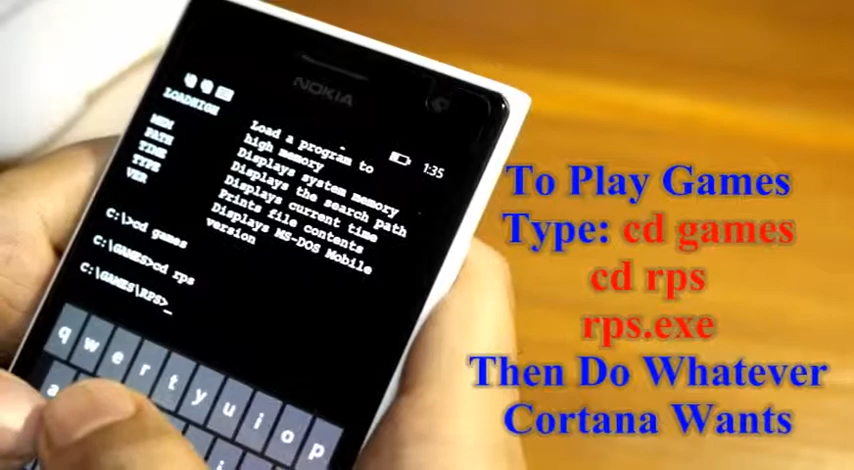 NOKIA
1:35
LOADHIGH Load a program to
high memory
MEM Displays system memory
PATH Displays the search path
TIME Displays current time
TYPE Prints file contents
VER Displays MS-DOS Mobile
version
C:\>cd games
C:\GAMES>cd rps
C:\GAMES\RPS>_
q w e r t y u i o p
a
To Play Games
Type: cd games
cd rps
rps.exe
Then Do Whatever
Cortana Wants